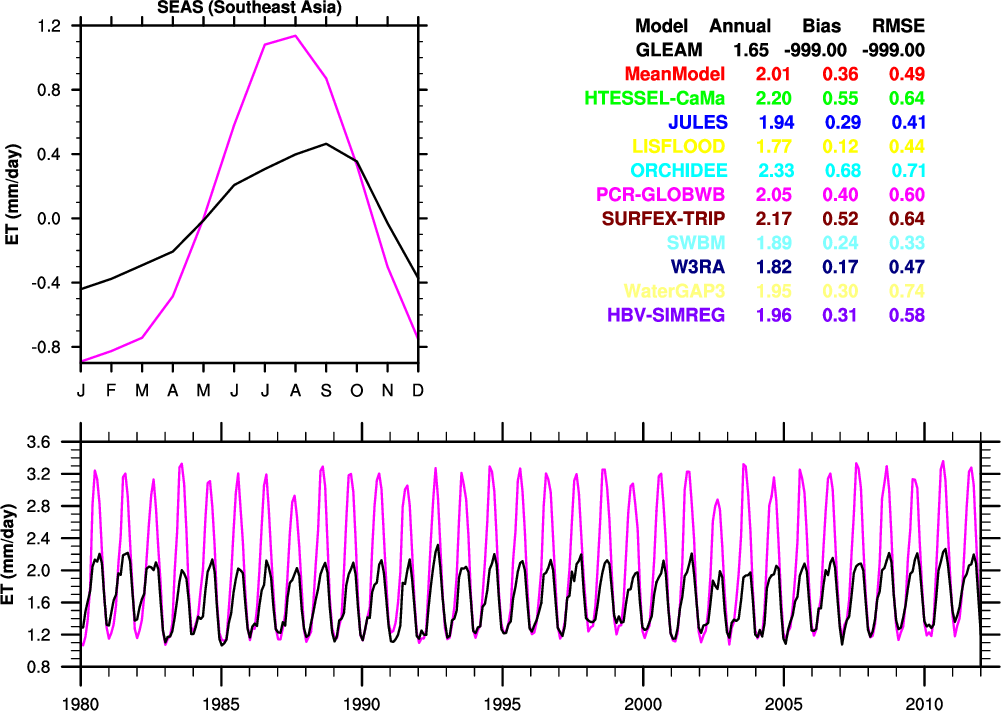 SEAS (Southeast Asia)
1.2
0.8
0.4
0.0
-0.4
-0.8
ET (mm/day)
J F M A M J J A S O N D
Model Annual Bias RMSE
GLEAM 1.65 -999.00 -999.00
MeanModel 2.01 0.36 0.49
HTESSEL-CaMa 2.20 0.55 0.64
JULES 1.94 0.29 0.41
LISFLOOD 1.77 0.12 0.44
ORCHIDEE 2.33 0.68 0.71
PCR-GLOBWB 2.05 0.40 0.60
SURFEX-TRIP 2.17 0.52 0.64
SWBM 1.89 0.24 0.33
W3RA 1.82 0.17 0.47
WaterGAP3 1.95 0.30 0.74
HBV-SIMREG 1.96 0.31 0.58
3.6
3.2
2.8
2.4
2.0
1.6
1.2
0.8
ET (mm/day)
1980 1985 1990 1995 2000 2005 2010